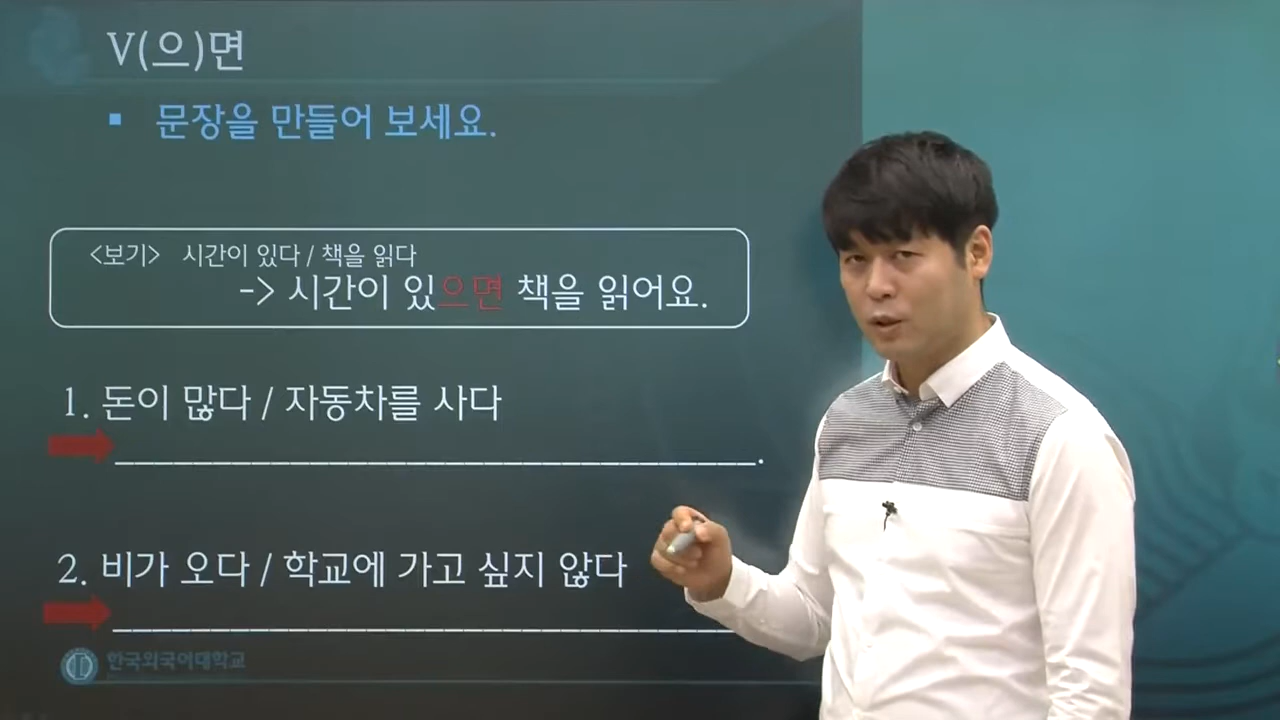 V(으)면
▪ 문장을 만들어 보세요.
<보기> 시간이 있다 / 책을 읽다
-> 시간이 있으면 책을 읽어요.
1. 돈이 많다 / 자동차를 사다
________________________________.
2. 비가 오다 / 학교에 가고 싶지 않다
________________________________
한국외국어대학교